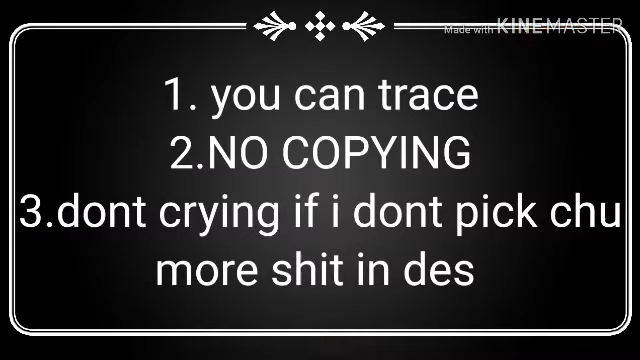 Made with KINEMASTER
1. you can trace
2.NO COPYING
3.dont crying if i dont pick chu
more shit in des